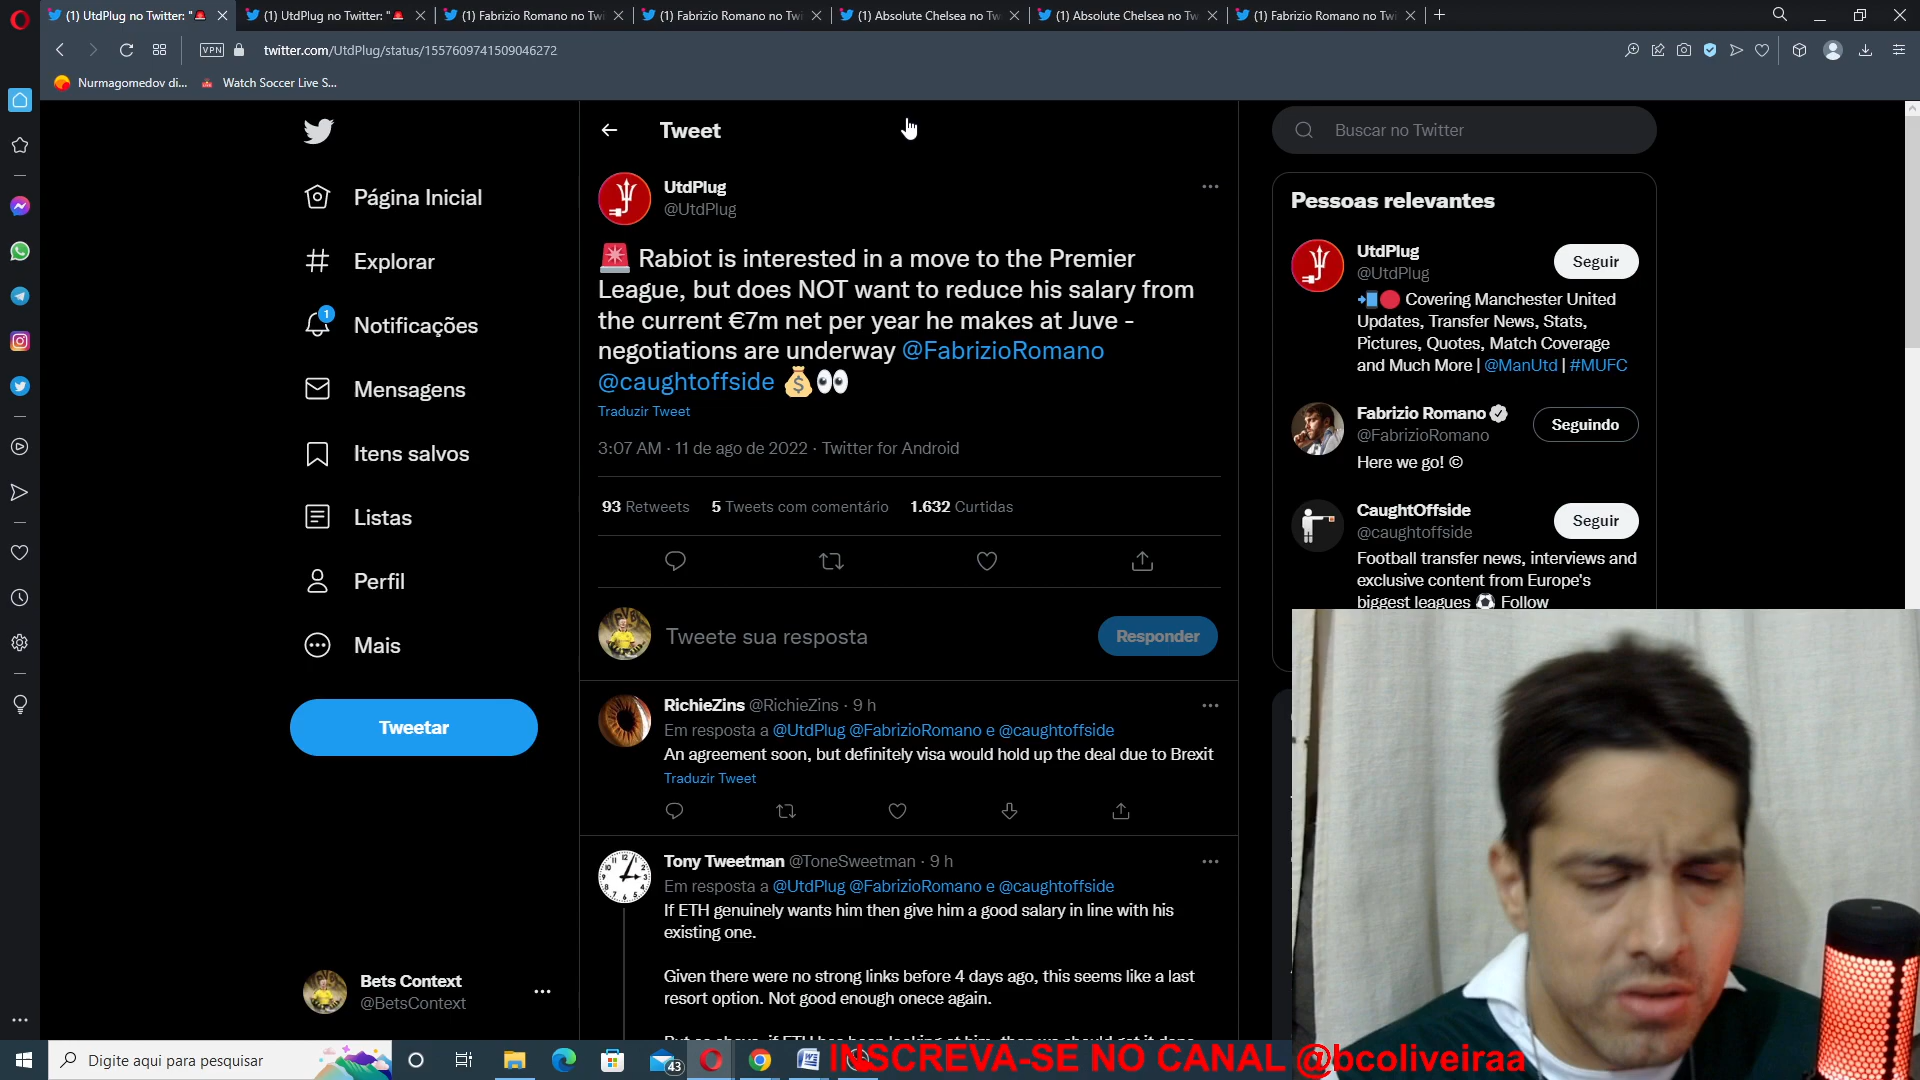 (1) UtdPlug no Twitter: "🚨
(1) UtdPlug no Twitter: "🚨
(1) Fabrizio Romano no Twi
(1) Fabrizio Romano no Twi
(1) Absolute Chelsea no Tw
(1) Absolute Chelsea no Tw
(1) Fabrizio Romano no Twi
VPN
twitter.com/UtdPlug/status/1557609741509046272
Nurmagomedov di...
Watch Soccer Live S...
Página Inicial
Explorar
1
Notificações
Mensagens
Itens salvos
Listas
Perfil
Mais
Tweetar
Bets Context
@BetsContext
Tweet
UtdPlug
@UtdPlug
🚨 Rabiot is interested in a move to the Premier
League, but does NOT want to reduce his salary from
the current €7m net per year he makes at Juve -
negotiations are underway @FabrizioRomano
@caughtoffside 💰👀
Traduzir Tweet
3:07 AM · 11 de ago de 2022 · Twitter for Android
93 Retweets 5 Tweets com comentário 1.632 Curtidas
Tweete sua resposta
Responder
RichieZins @RichieZins · 9 h
Em resposta a @UtdPlug @FabrizioRomano e @caughtoffside
An agreement soon, but definitely visa would hold up the deal due to Brexit
Traduzir Tweet
Tony Tweetman @ToneSweetman · 9 h
Em resposta a @UtdPlug @FabrizioRomano e @caughtoffside
If ETH genuinely wants him then give him a good salary in line with his
existing one.
Given there were no strong links before 4 days ago, this seems like a last
resort option. Not good enough onece again.
Buscar no Twitter
Pessoas relevantes
UtdPlug
@UtdPlug
Seguir
📲🔴 Covering Manchester United
Updates, Transfer News, Stats,
Pictures, Quotes, Match Coverage
and Much More | @ManUtd | #MUFC
Fabrizio Romano
@FabrizioRomano
Seguindo
Here we go! ©
CaughtOffside
@caughtoffside
Seguir
Football transfer news, interviews and
exclusive content from Europe's
biggest leagues ⚽ Follow
Digite aqui para pesquisar
43
INSCREVA-SE NO CANAL @bcoliveiraa